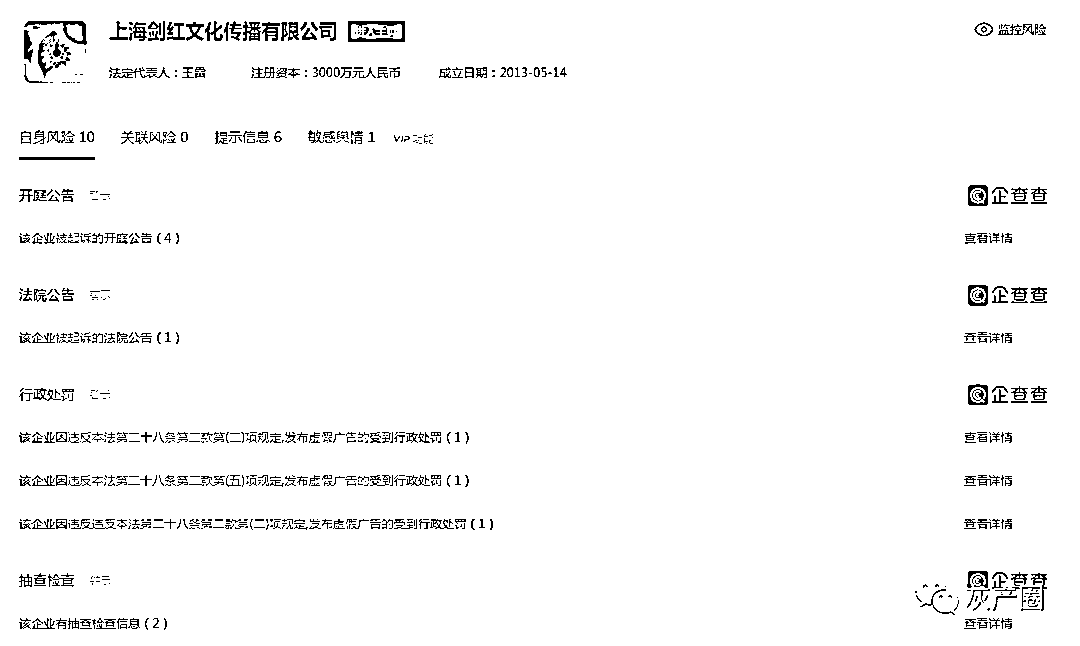 上海剑红文化传播有限公司
监控风险
法定代表人：王磊 注册资本：3000万元人民币 成立日期：2013-05-14
自身风险 10 关联风险 0 提示信息 6 敏感舆情 1 VIP功能
开庭公告 企查查
该企业被起诉的开庭公告 ( 4 ) 查看详情
法院公告 警示 企查查
该企业被起诉的法院公告 ( 1 ) 查看详情
行政处罚 企查查
该企业因违反本法第二十八条第二款第(二)项规定,发布虚假广告的受到行政处罚 ( 1 ) 查看详情
该企业因违反本法第二十八条第二款第(五)项规定,发布虚假广告的受到行政处罚 ( 1 ) 查看详情
该企业因违反违反本法第二十八条第二款第(二)项规定,发布虚假广告的受到行政处罚 ( 1 ) 查看详情
抽查检查 企查查
灰产圈
该企业有抽查检查信息 ( 2 ) 查看详情